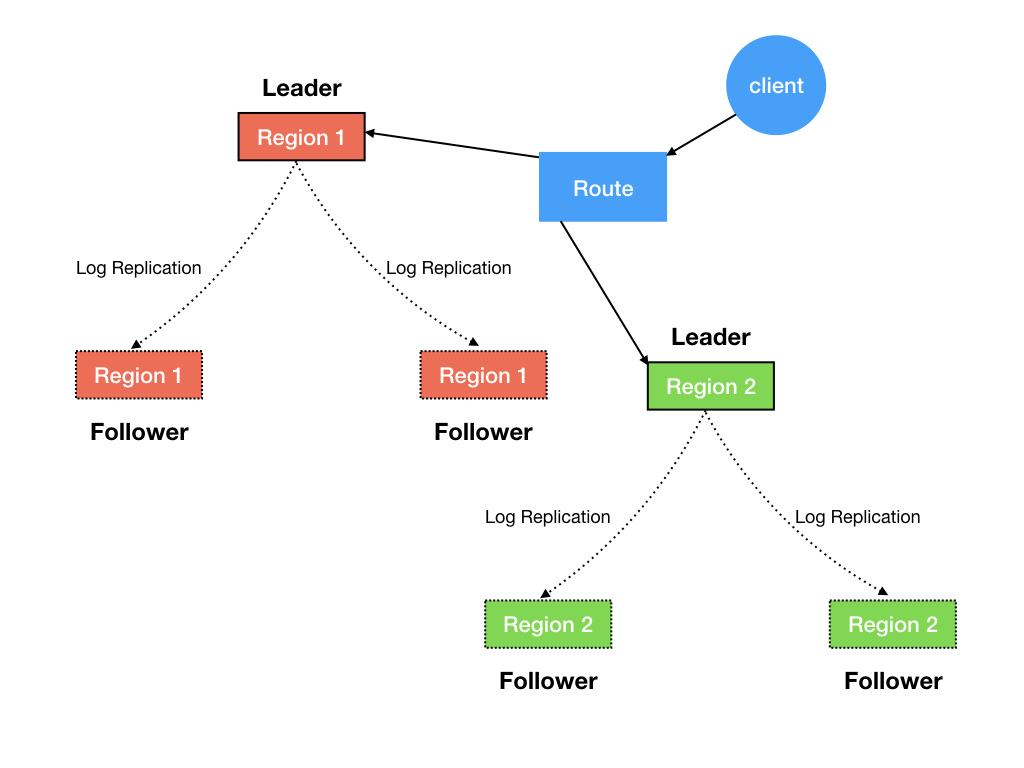 client
Leader
Region 1
Route
Log Replication
Log Replication
Leader
Region 1
Region 1
Region 2
Follower
Follower
Log Replication
Log Replication
Region 2
Region 2
Follower
Follower